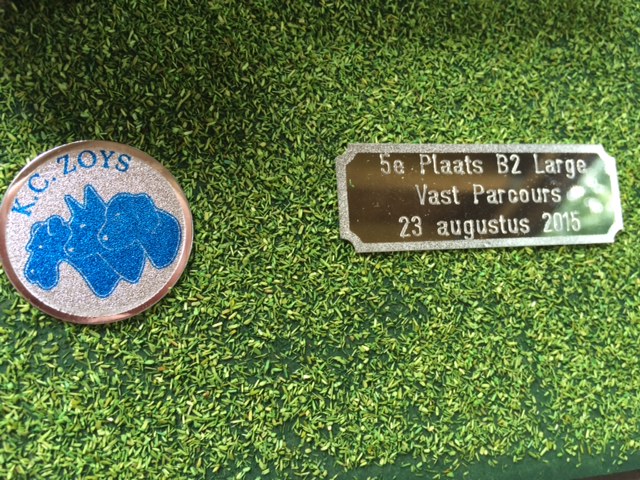 K.C. ZOYS
5e Plaats B2 Large
Vast Parcours
23 augustus 2015